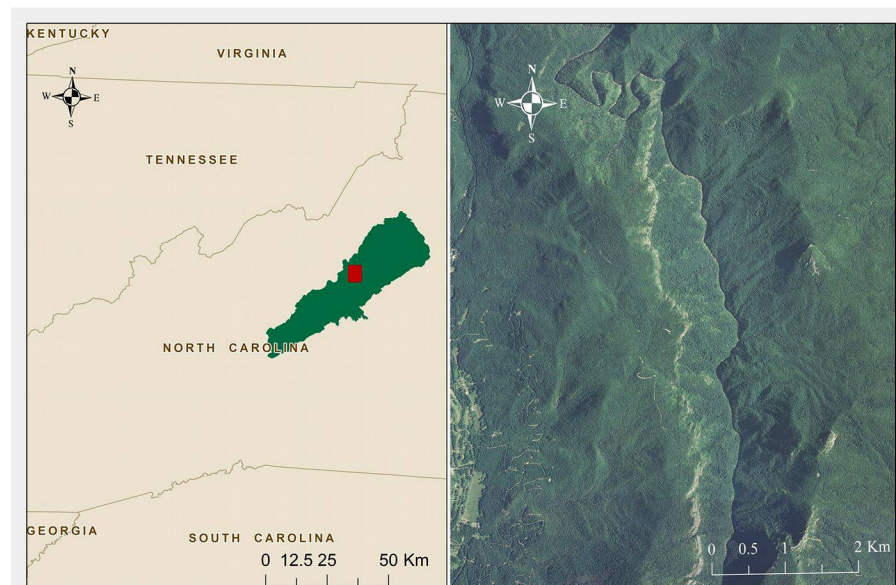 KENTUCKY
VIRGINIA
N
W E
S
TENNESSEE
NORTH CAROLINA
GEORGIA
SOUTH CAROLINA
0 12.5 25 50 Km
N
W E
S
0 0.5 1 2 Km